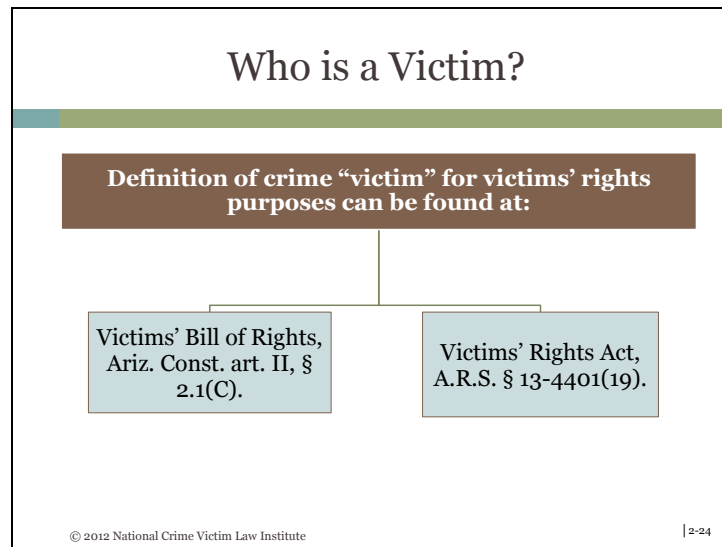 Who is a Victim?
Definition of crime “victim” for victims’ rights
purposes can be found at:
Victims’ Bill of Rights,
Ariz. Const. art. II, §
2.1(C).
Victims’ Rights Act,
A.R.S. § 13-4401(19).
© 2012 National Crime Victim Law Institute
|2-24